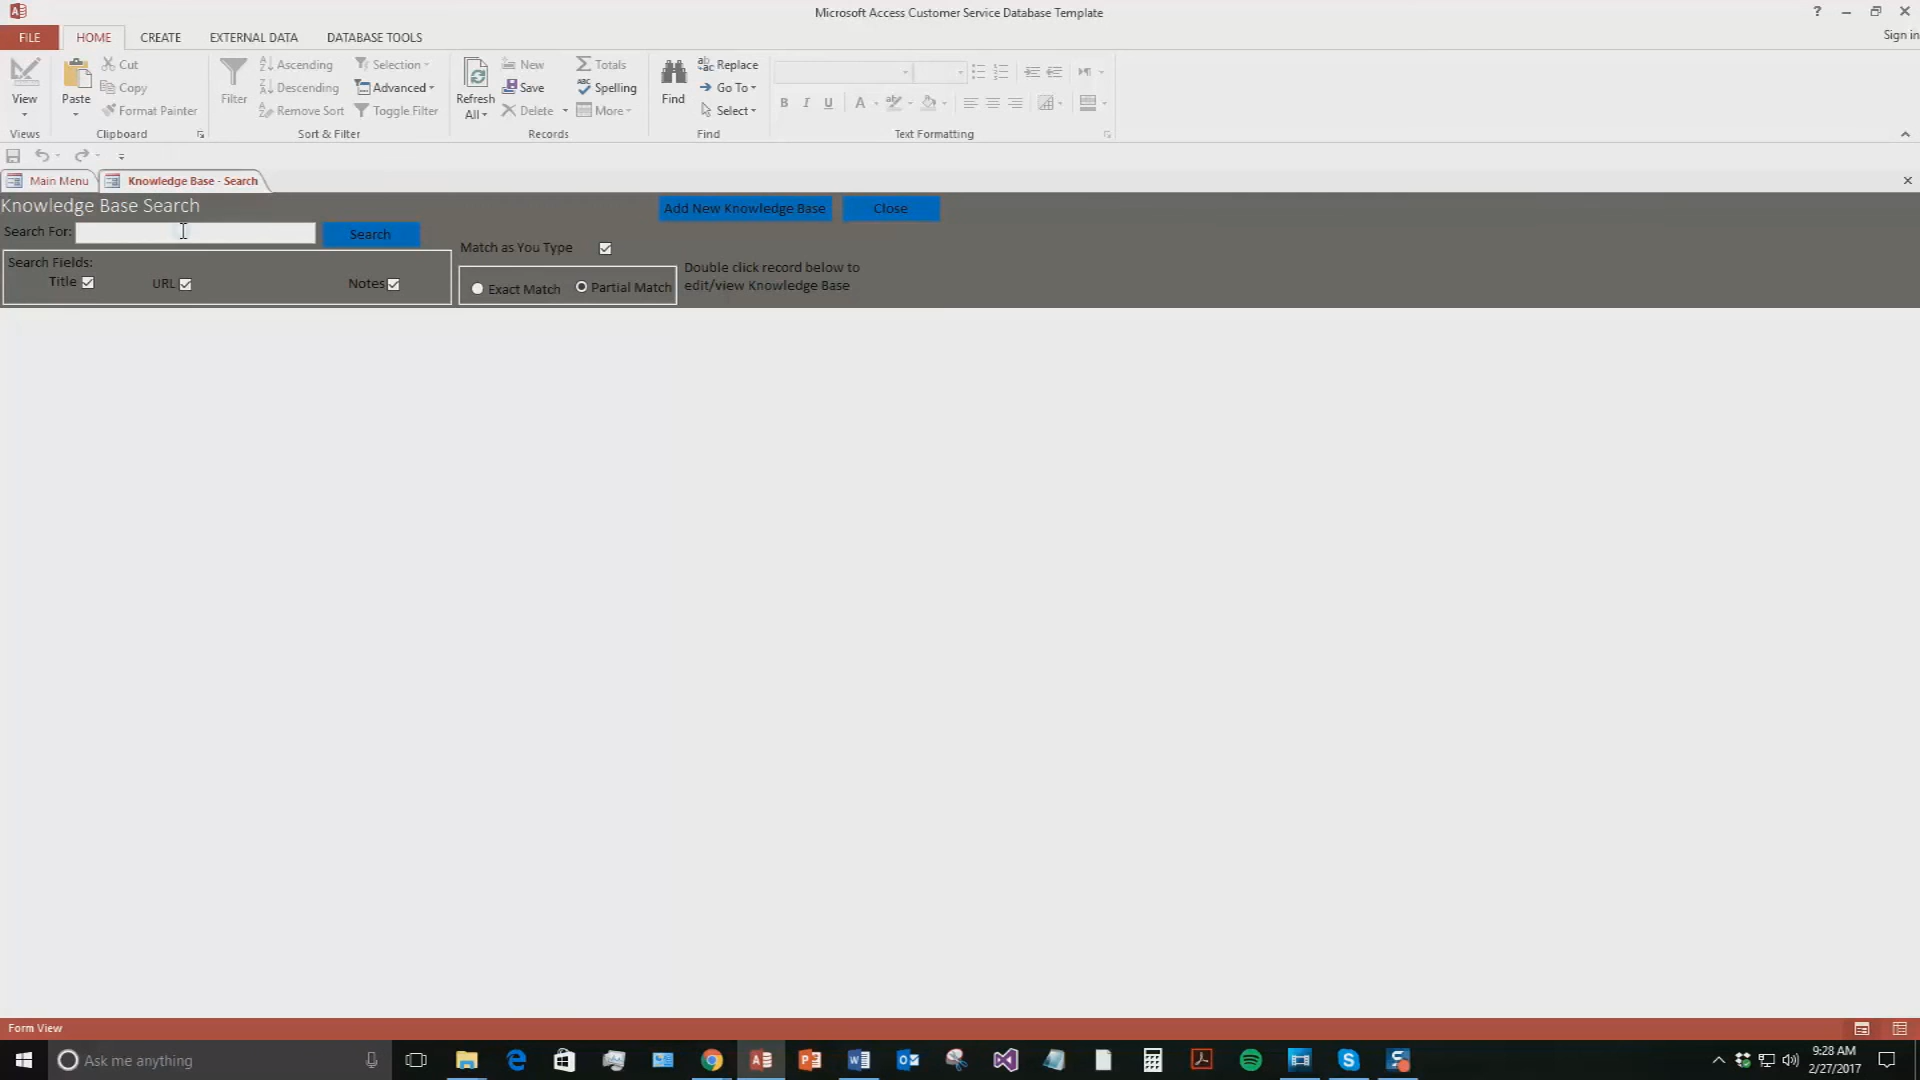 Microsoft Access Customer Service Database Template
?
Sign in
FILE
HOME
CREATE
EXTERNAL DATA
DATABASE TOOLS
View
Views
Paste
Cut
Copy
Format Painter
Clipboard
Filter
Ascending
Descending
Remove Sort
Selection
Advanced
Toggle Filter
Sort & Filter
Refresh
All
New
Save
Delete
Totals
Spelling
More
Records
Find
Replace
Go To
Select
Find
B I U A
Text Formatting
Main Menu
Knowledge Base - Search
Knowledge Base Search
Add New Knowledge Base
Close
Search For:
Search
Match as You Type
Search Fields:
Title
URL
Notes
Exact Match
Partial Match
Double click record below to
edit/view Knowledge Base
Form View
Ask me anything
9:28 AM
2/27/2017